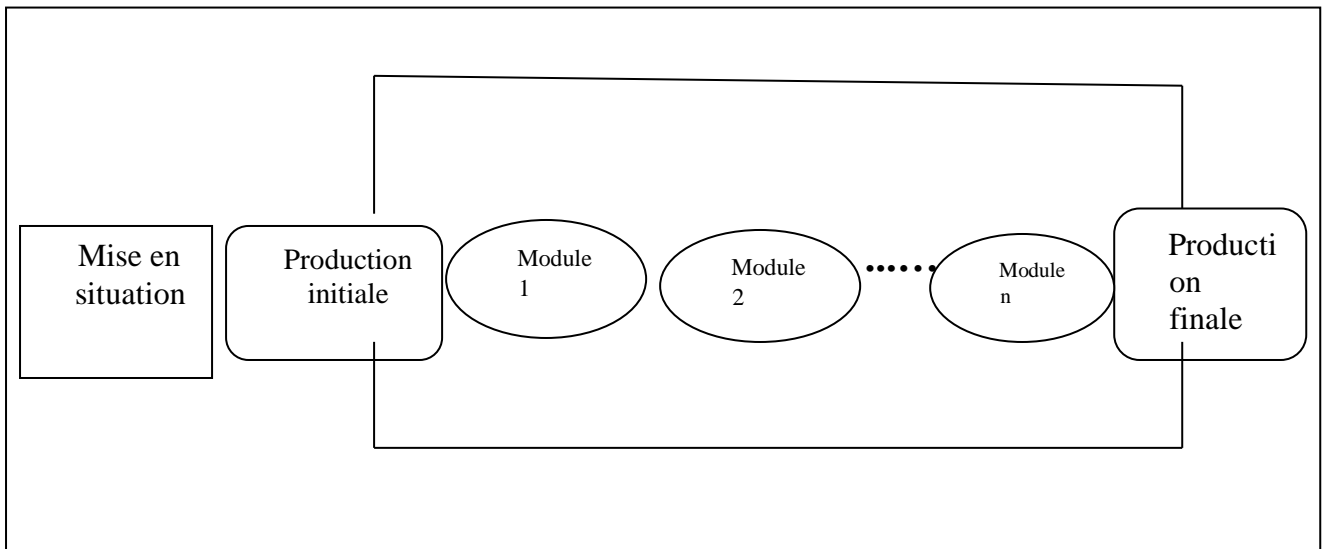 Mise en
situation
Production
initiale
Module
1
Module
2
......
Module
n
Producti
on
finale